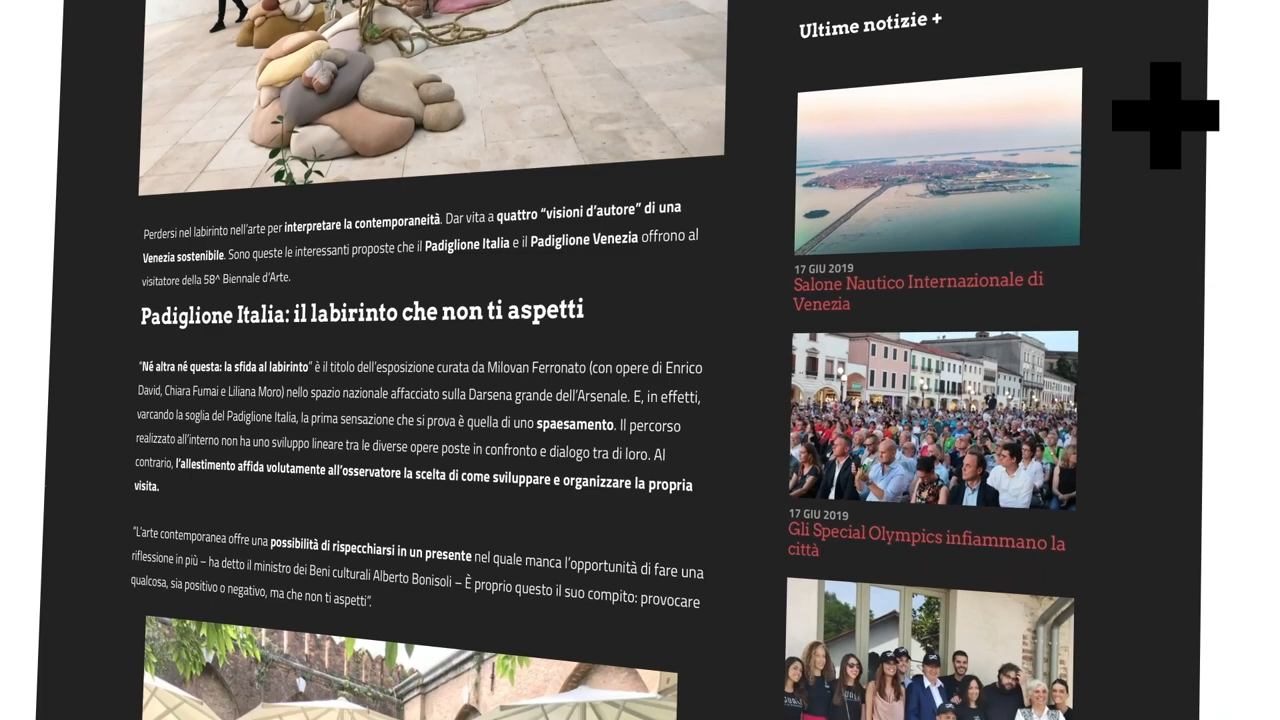 Perdersi nel labirinto nell'arte per interpretare la contemporaneità. Dar vita a quattro "visioni d'autore" di una
Venezia sostenibile. Sono queste le interessanti proposte che il Padiglione Italia e il Padiglione Venezia offrono al
visitatore della 58^ Biennale d'Arte.
Padiglione Italia: il labirinto che non ti aspetti
"Né altra né questa: la sfida al labirinto" è il titolo dell'esposizione curata da Milovan Ferronato (con opere di Enrico
David, Chiara Fumai e Liliana Moro) nello spazio nazionale affacciato sulla Darsena grande dell'Arsenale. E, in effetti,
varcando la soglia del Padiglione Italia, la prima sensazione che si prova è quella di uno spaesamento. Il percorso
realizzato all'interno non ha uno sviluppo lineare tra le diverse opere poste in confronto e dialogo tra di loro. Al
contrario, l'allestimento affida volutamente all'osservatore la scelta di come sviluppare e organizzare la propria
visita.
"L'arte contemporanea offre una possibilità di rispecchiarsi in un presente nel quale manca l'opportunità di fare una
riflessione in più – ha detto il ministro dei Beni culturali Alberto Bonisoli – È proprio questo il suo compito: provocare
qualcosa, sia positivo o negativo, ma che non ti aspetti".
Ultime notizie +
17 GIU 2019
Salone Nautico Internazionale di
Venezia
17 GIU 2019
Gli Special Olympics infiammano la
città